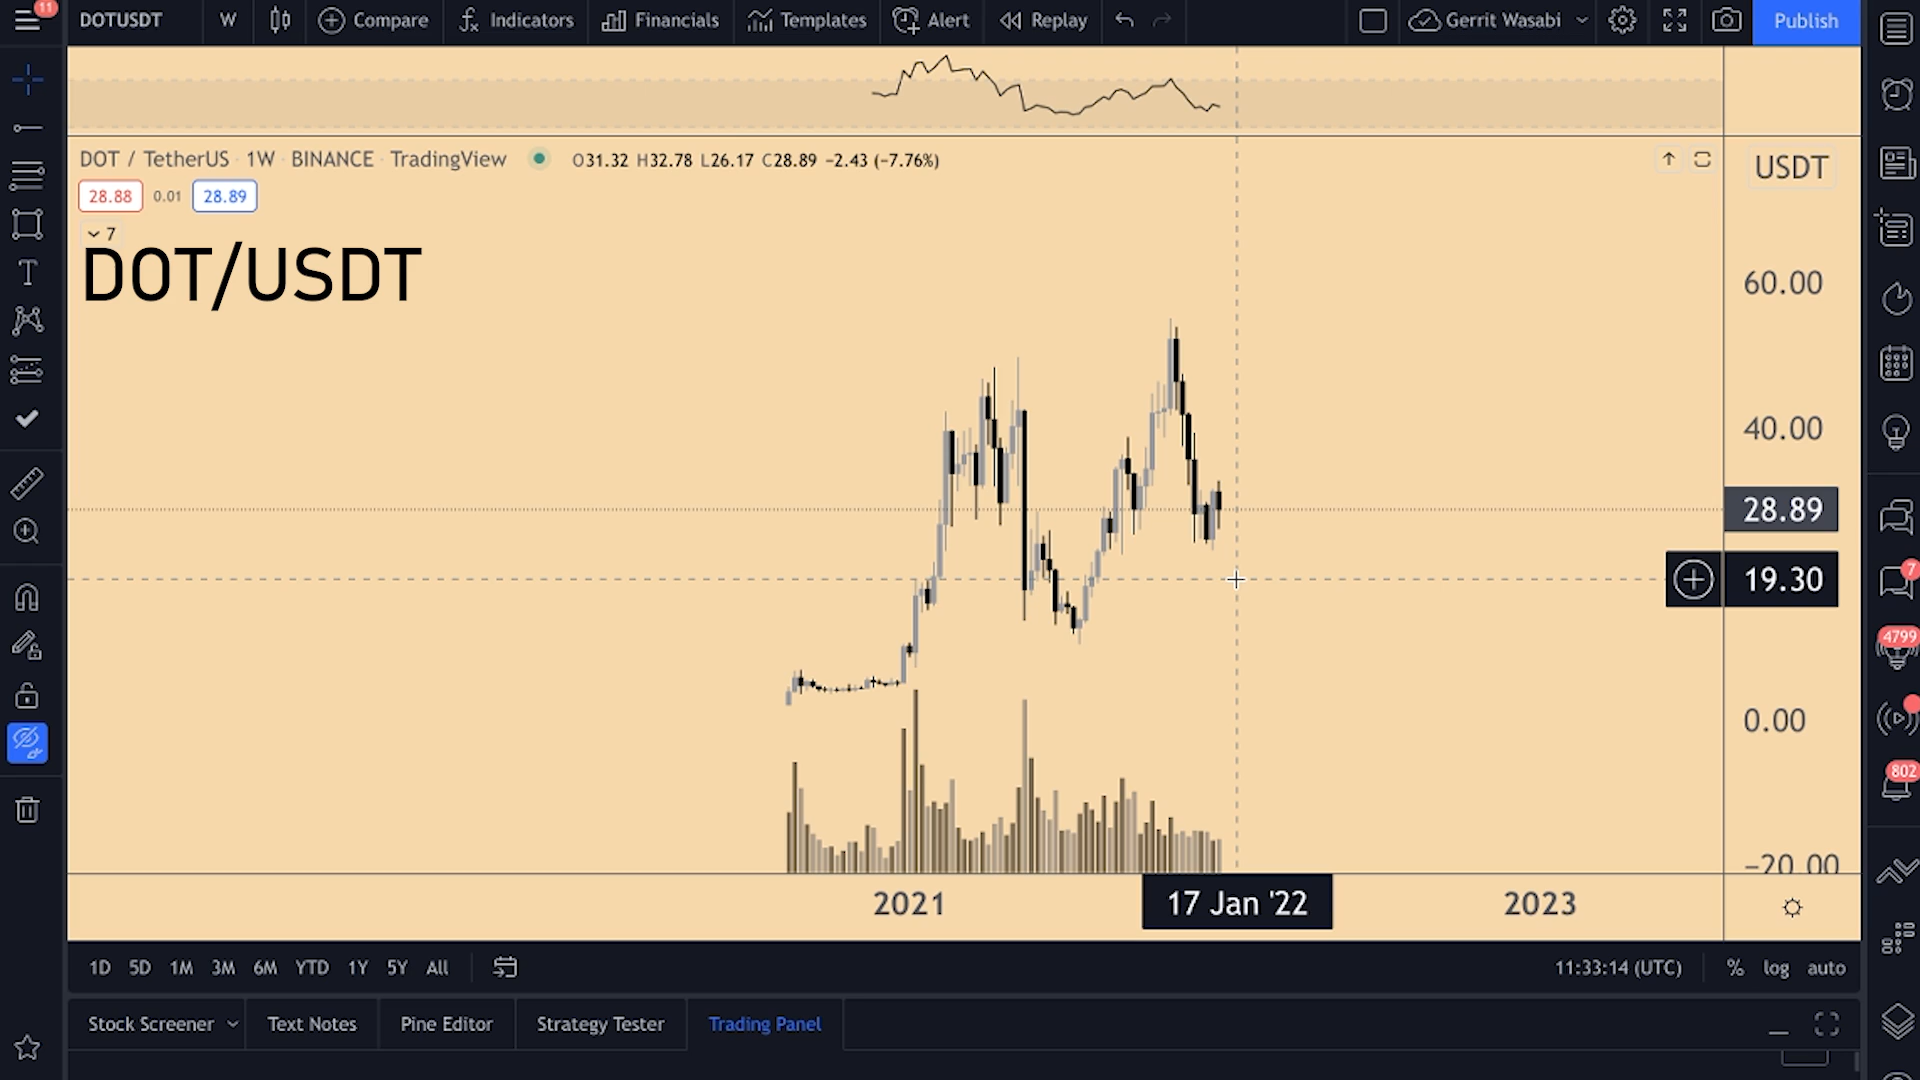 11
DOTUSDT W Compare Indicators Financials Templates Alert Replay Gerrit Wasabi Publish
DOT / TetherUS · 1W · BINANCE · TradingView O31.32 H32.78 L26.17 C28.89 −2.43 (−7.76%)
USDT
28.88 0.01 28.89
7
DOT/USDT
60.00
40.00
28.89
19.30
0.00
−20.00
7
4799
802
2021 17 Jan '22 2023
1D 5D 1M 3M 6M YTD 1Y 5Y All 11:33:14 (UTC) % log auto
Stock Screener Text Notes Pine Editor Strategy Tester Trading Panel